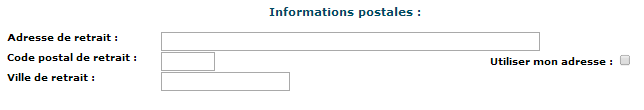 Informations postales :
Adresse de retrait :
Code postal de retrait :
Utiliser mon adresse :
Ville de retrait :